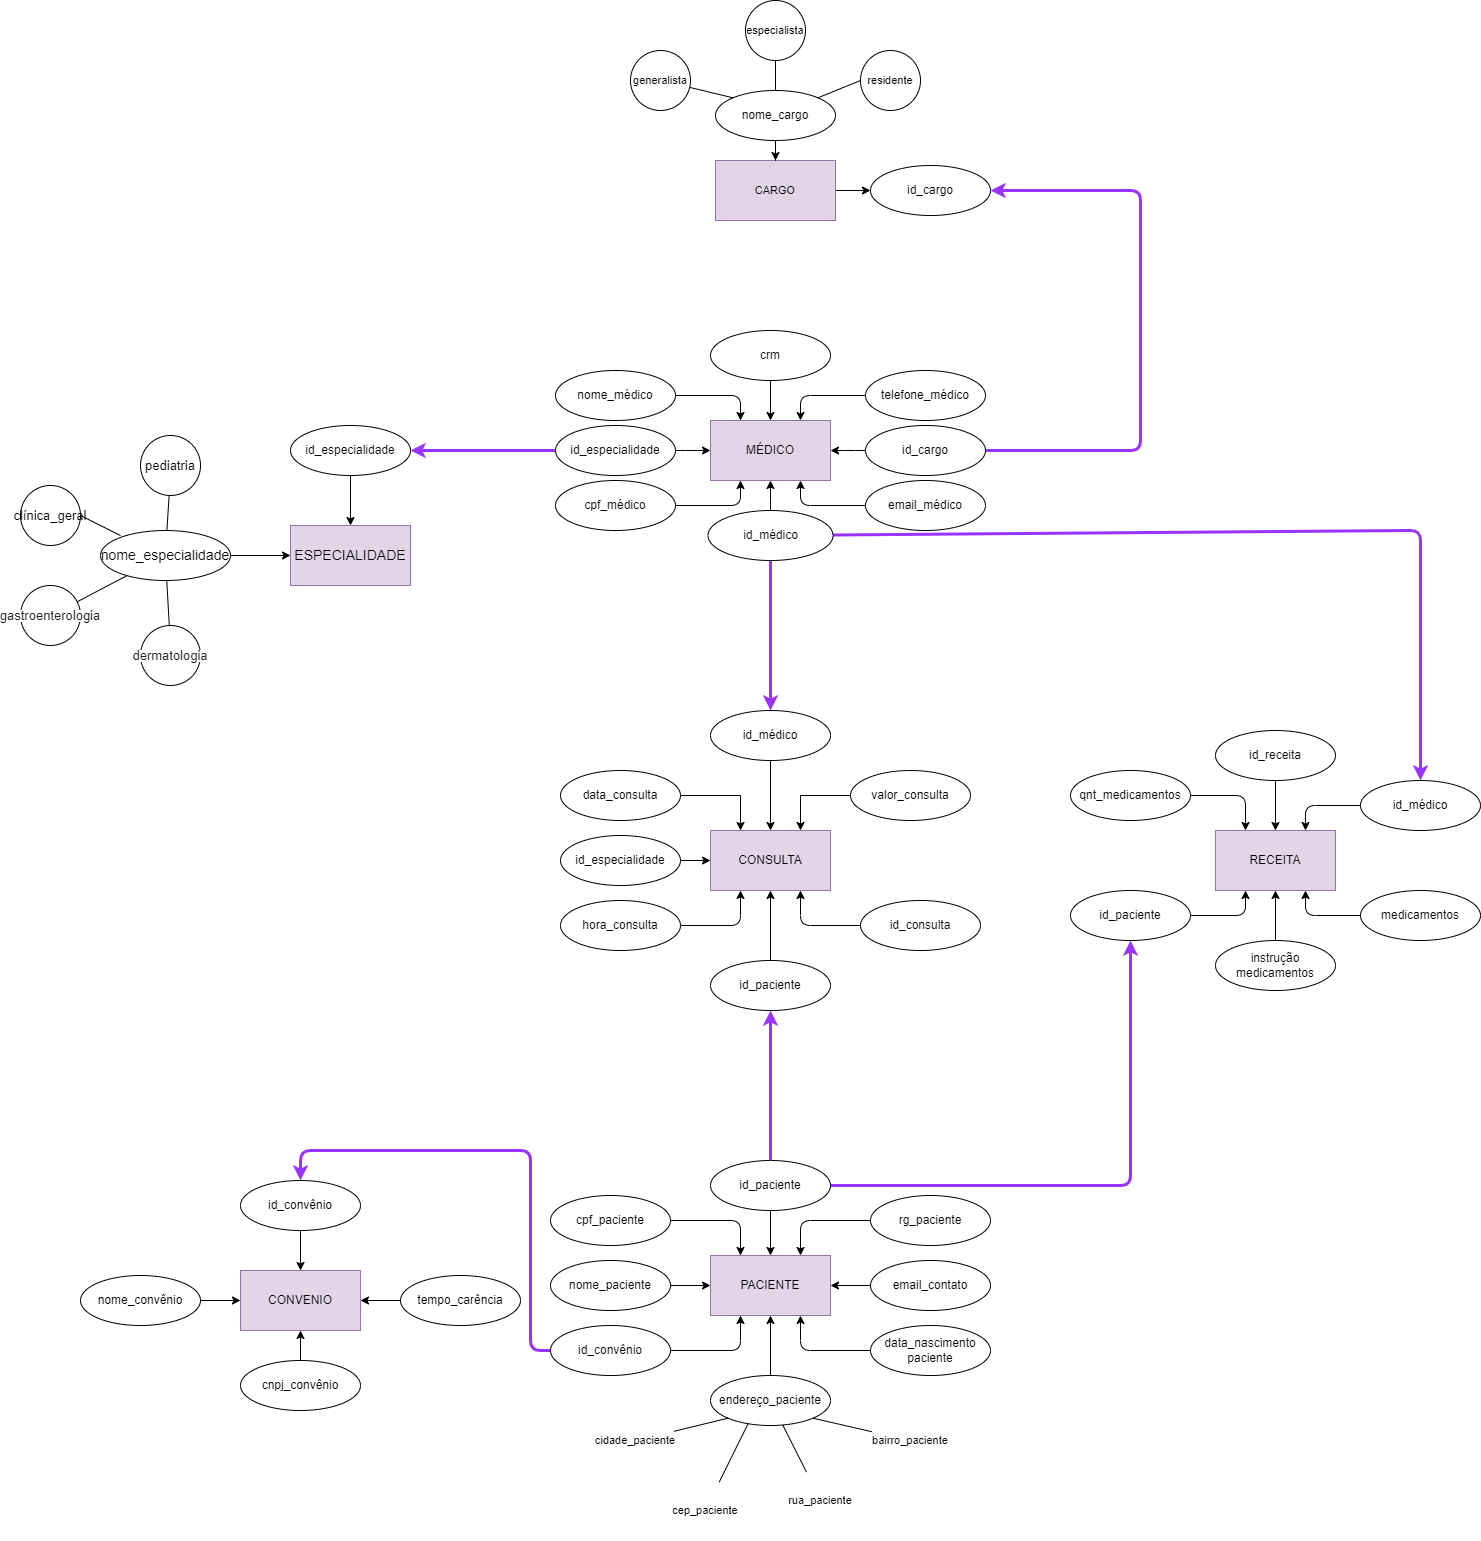 especialista
generalista
residente
nome_cargo
CARGO
id_cargo
crm
nome_médico
telefone_médico
id_especialidade
id_especialidade
MÉDICO
id_cargo
pediatria
cpf_médico
email_médico
clínica_geral
id_médico
nome_especialidade
ESPECIALIDADE
gastroenterologia
dermatologia
id_médico
id_receita
data_consulta
valor_consulta
qnt_medicamentos
id_médico
id_especialidade
CONSULTA
RECEITA
hora_consulta
id_consulta
id_paciente
medicamentos
instrução
medicamentos
id_paciente
id_paciente
id_convênio
cpf_paciente
rg_paciente
nome_paciente
PACIENTE
email_contato
nome_convênio
CONVENIO
tempo_carência
id_convênio
data_nascimento
paciente
cnpj_convênio
endereço_paciente
cidade_paciente
bairro_paciente
rua_paciente
cep_paciente